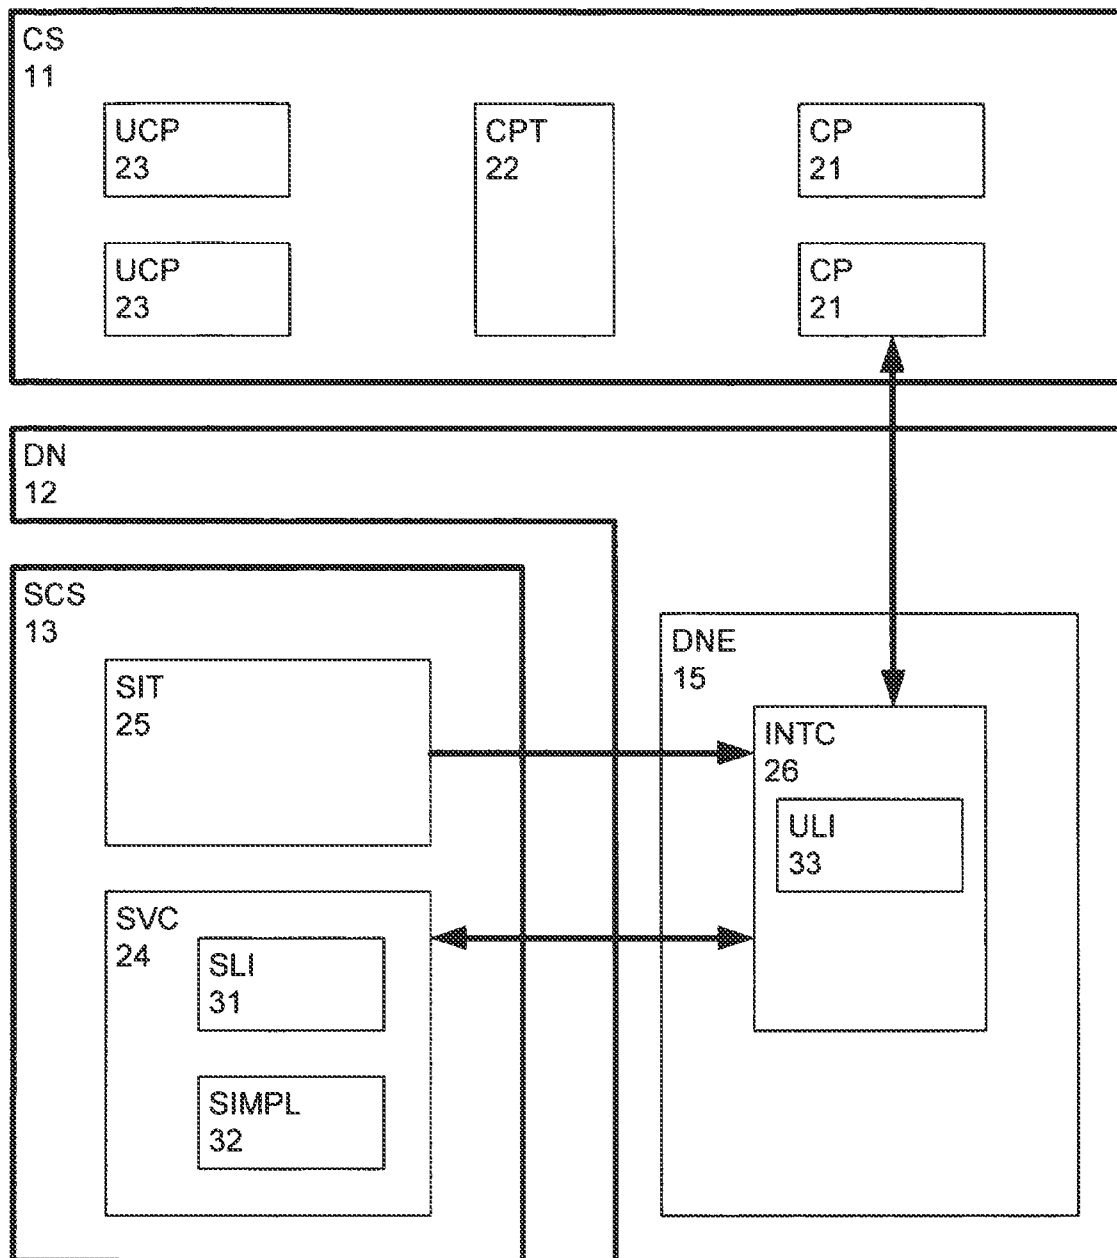 CS
11
UCP
23
CPT
22
CP
21
UCP
23
CP
21
DN
12
SCS
13
DNE
15
SIT
25
INTC
26
ULI
33
SVC
24
SLI
31
SIMPL
32